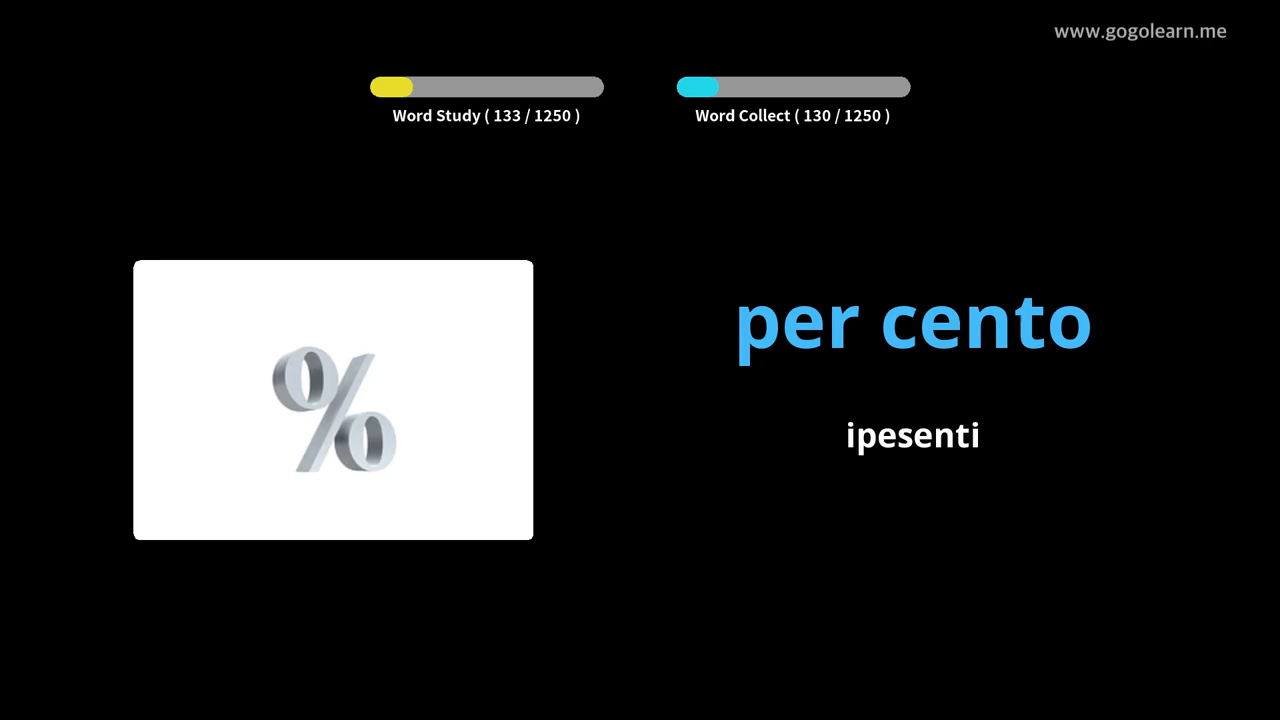 www.gogolearn.me
Word Study ( 133 / 1250 )
Word Collect ( 130 / 1250 )
%
per cento
ipesenti